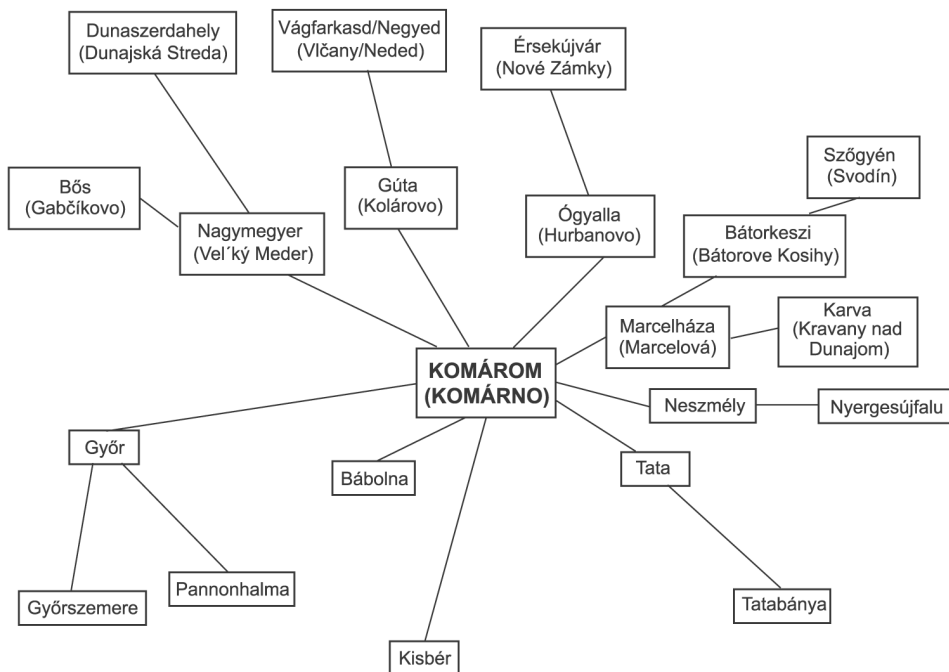 Dunaszerdahely
(Dunajská Streda)
Vágfarkasd/Negyed
(Vlčany/Neded)
Érsekújvár
(Nové Zámky)
Szőgyén
(Svodín)
Bős
(Gabčíkovo)
Gúta
(Kolárovo)
Nagymegyer
(Vel´ký Meder)
Ógyalla
(Hurbanovo)
Bátorkeszi
(Bátorove Kosihy)
Marcelháza
(Marcelová)
Karva
(Kravany nad
Dunajom)
KOMÁROM
(KOMÁRNO)
Neszmély
Nyergesújfalu
Győr
Bábolna
Tata
Győrszemere
Pannonhalma
Tatabánya
Kisbér